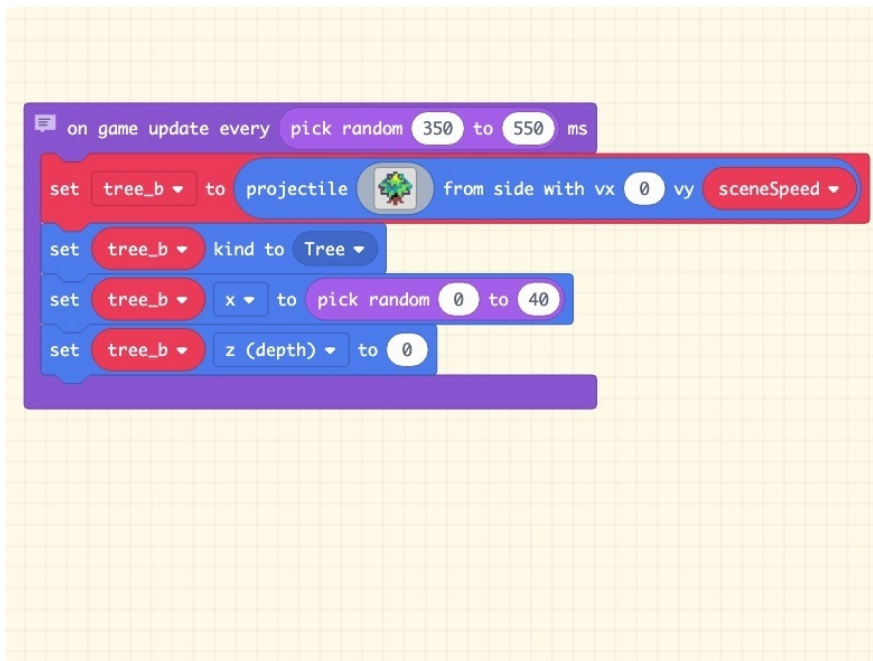 on game update every pick random 350 to 550 ms
set tree_b to projectile from side with vx 0 vy sceneSpeed
set tree_b kind to Tree
set tree_b x to pick random 0 to 40
set tree_b z (depth) to 0